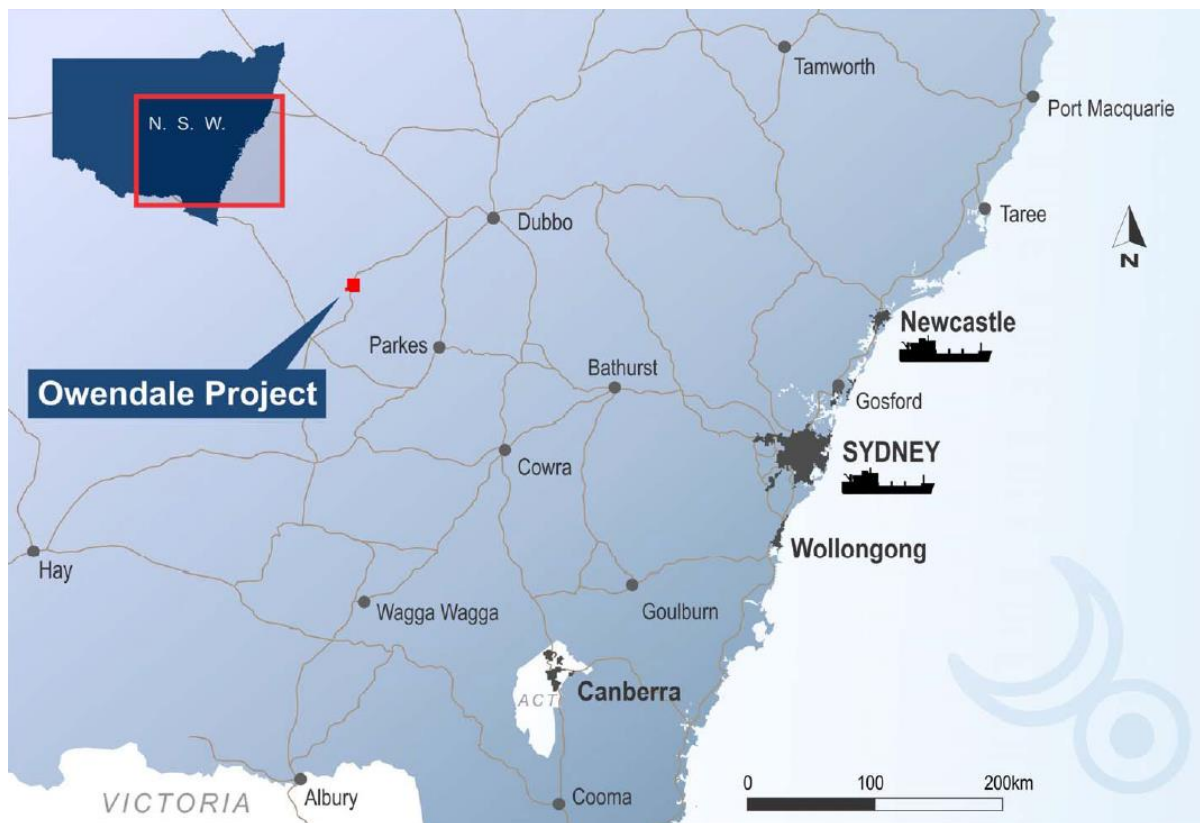 Tamworth
Port Macquarie
N. S. W.
Taree
Dubbo
N
Newcastle
Owendale Project
Parkes
Bathurst
Gosford
SYDNEY
Cowra
Wollongong
Hay
Wagga Wagga
Goulburn
Canberra
ACT
0 100 200km
VICTORIA
Albury
Cooma